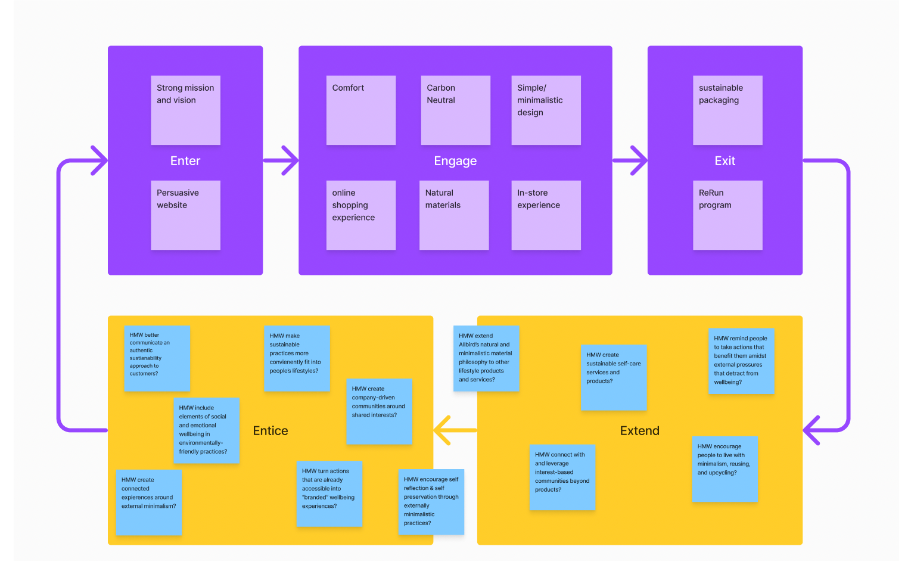 Strong mission
and vision
Enter
Persuasive
website
Comfort
Carbon
Neutral
Simple/
minimalistic
design
Engage
online
shopping
experience
Natural
materials
In-store
experience
sustainable
packaging
Exit
ReRun
program
HMW better
communicate an
authentic
sustainability
approach to
customers?
HMW make
sustainable
practices more
conviemently fit into
people's lifestyles?
HMW create
company-driven
communities around
shared interests?
HMW include
elements of social
and emotional
wellbeing in
environmentally-
friendly practices?
Entice
HMW create
connected
expierences around
external minimalism?
HMW turn actions
that are already
accessible into
"branded" wellbeing
experiences?
HMW encourage self
reflection & self
preservation through
externally
minimalistic
practices?
HMW extend
Allbird's natural and
minimalistic material
philosophy to other
lifestyle products
and services?
HMW create
sustainable self-care
services and
products?
HMW remind people
to take actions that
benefit them amidst
external pressures
that detract from
wellbeing?
Extend
HMW connect with
and leverage
interest-based
communities beyond
products?
HMW encourage
people to live with
minimalism, reusing,
and upcycling?